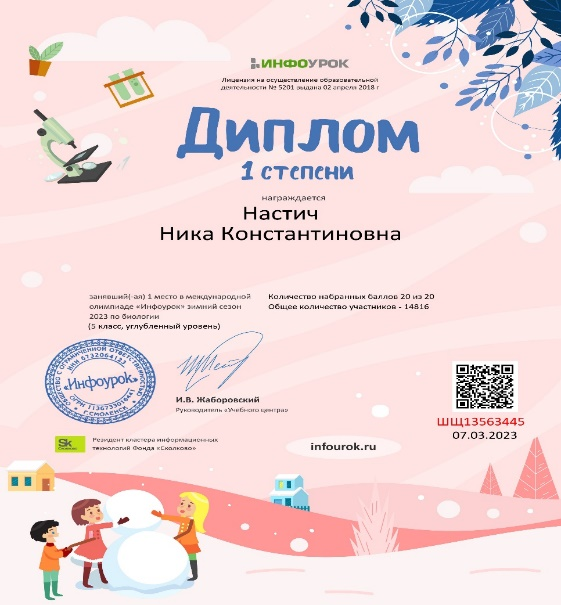 ИНФОУРОК
Лицензия на осуществление образовательной
деятельности № 5201 выдана 02 апреля 2018 г
Диплом
1 степени
награждается
Настич
Ника Константиновна
занявший(-ая) 1 место в международной
олимпиаде «Инфоурок» зимний сезон
2023 по биологии
(5 класс, углубленный уровень)
Количество набранных баллов 20 из 20
Общее количество участников - 14816
«Инфоурок»
Г.СМОЛЕНСК
И.В. Жаборовский
Руководитель «Учебного центра»
Sk
Резидент кластера информационных
технологий Фонда «Сколково»
infourok.ru
ШЩ13563445
07.03.2023